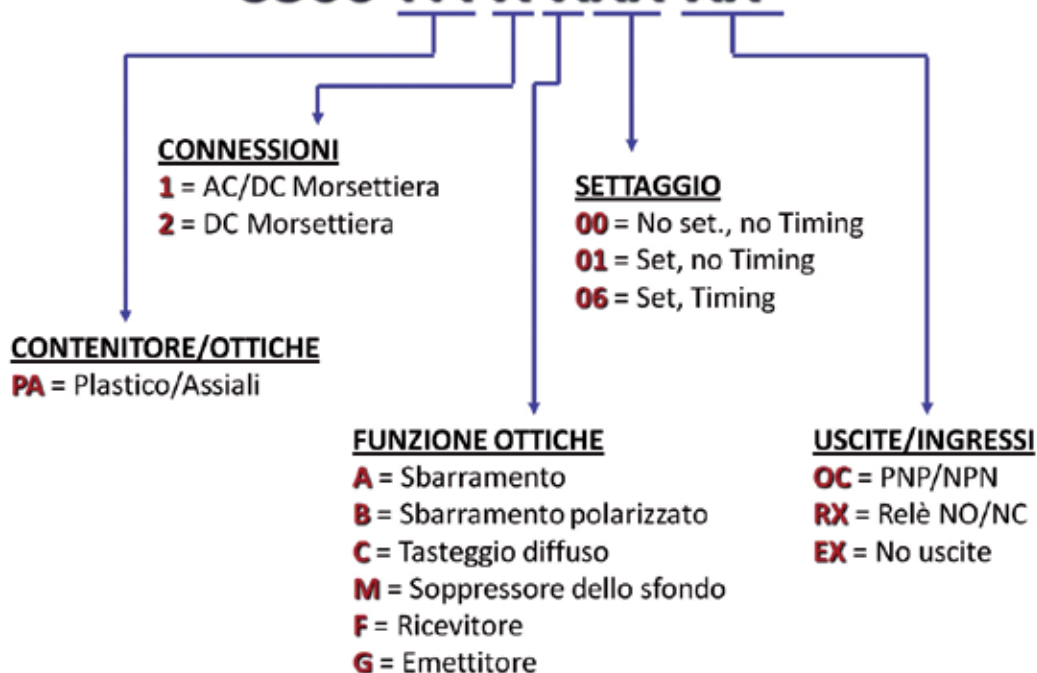 CONNESSIONI
1 = AC/DC Morsettiera
2 = DC Morsettiera
SETTAGGIO
00 = No set., no Timing
01 = Set, no Timing
06 = Set, Timing
CONTENITORE/OTTICHE
PA = Plastico/Assiali
FUNZIONE OTTICHE
A = Sbarramento
B = Sbarramento polarizzato
C = Tasteggio diffuso
M = Soppressore dello sfondo
F = Ricevitore
G = Emettitore
USCITE/INGRESSI
OC = PNP/NPN
RX = Relè NO/NC
EX = No uscite